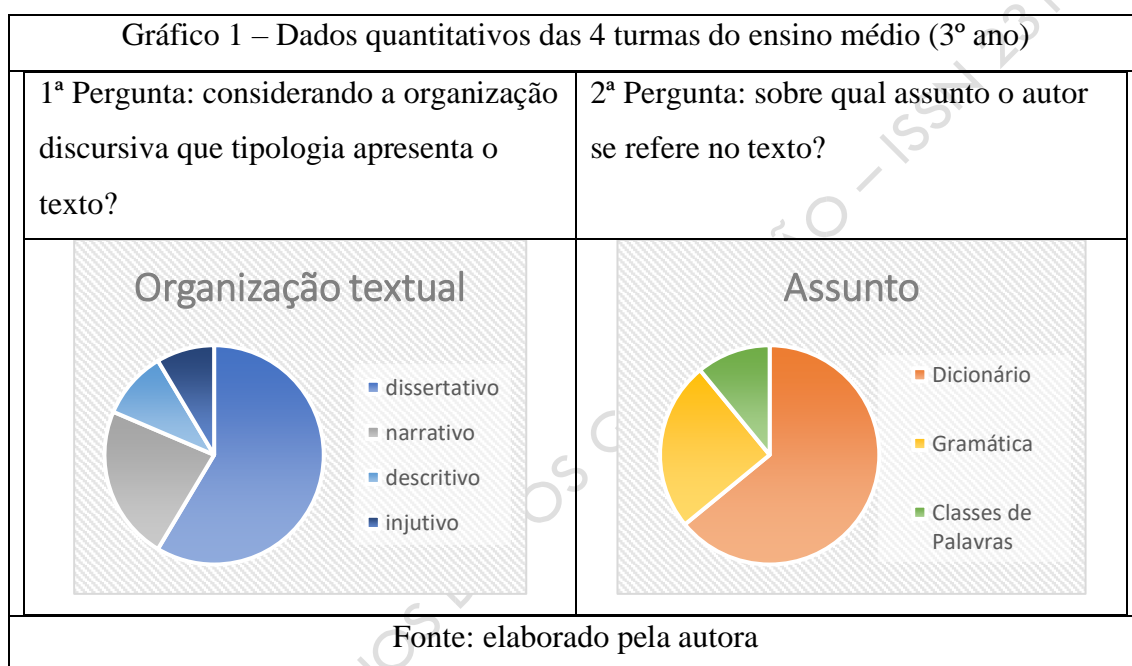 Gráfico 1 – Dados quantitativos das 4 turmas do ensino médio (3º ano)
1ª Pergunta: considerando a organização
discursiva que tipologia apresenta o
texto?
2ª Pergunta: sobre qual assunto o autor
se refere no texto?
Organização textual
dissertativo
narrativo
descritivo
injutivo
Assunto
Dicionário
Gramática
Classes de
Palavras
Fonte: elaborado pela autora